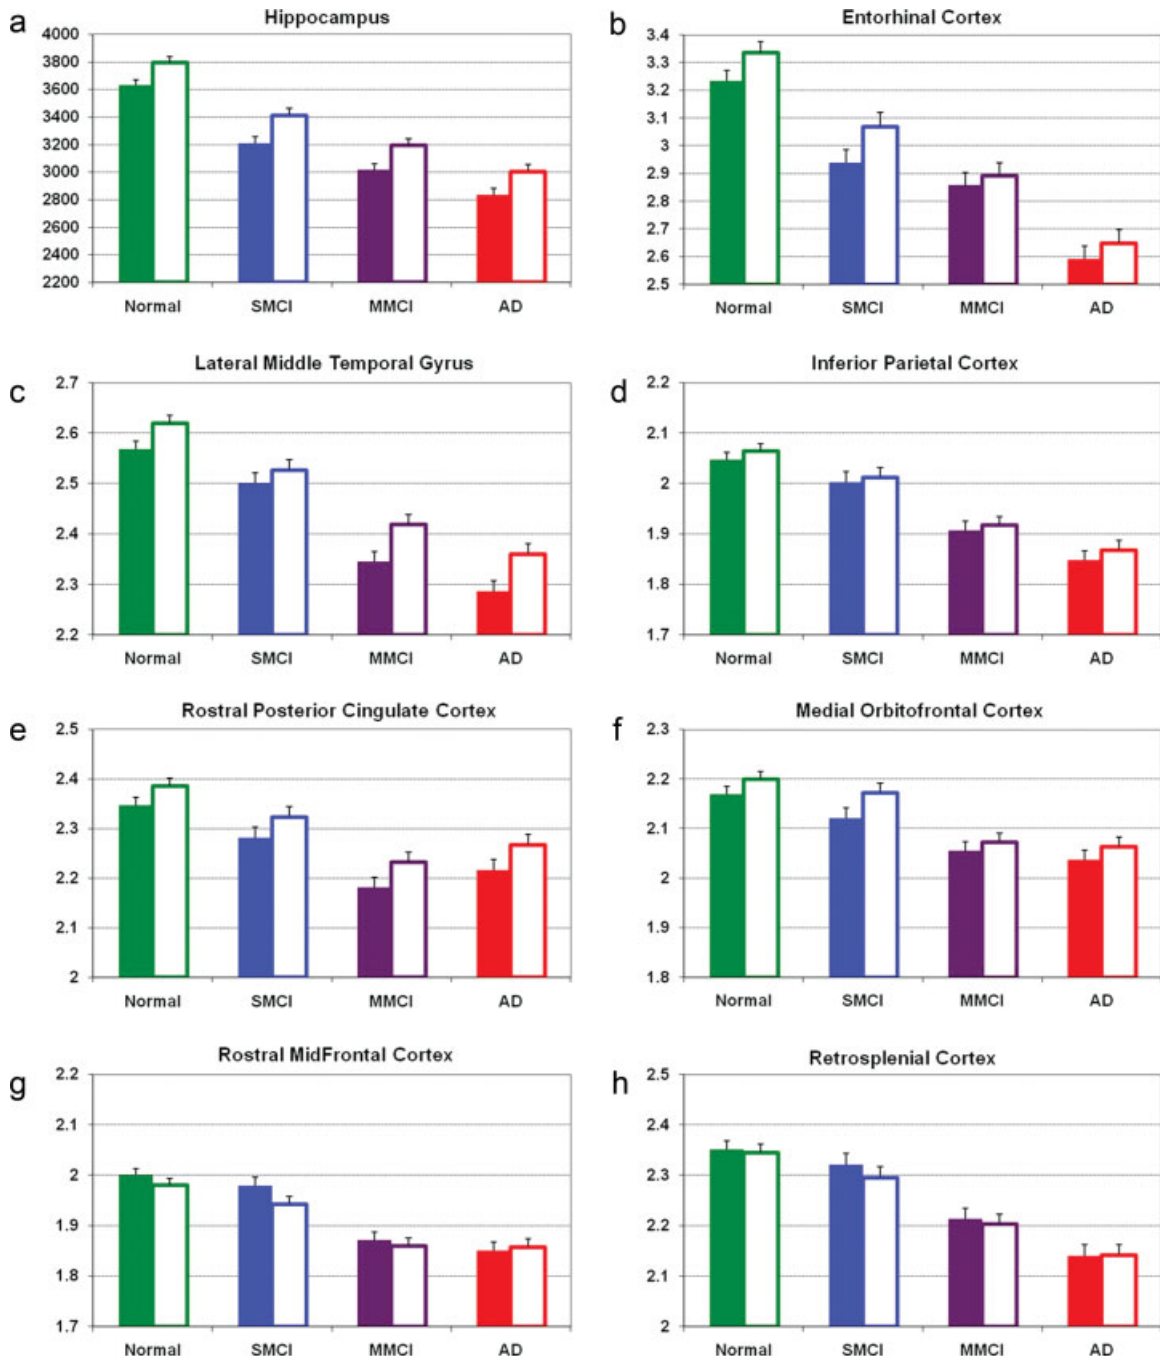 a
Hippocampus
4000
3800
3600
3400
3200
3000
2800
2600
2400
2200
Normal SMCI MMCI AD
b
Entorhinal Cortex
3.4
3.3
3.2
3.1
3
2.9
2.8
2.7
2.6
2.5
Normal SMCI MMCI AD
c
Lateral Middle Temporal Gyrus
2.7
2.6
2.5
2.4
2.3
2.2
Normal SMCI MMCI AD
d
Inferior Parietal Cortex
2.2
2.1
2
1.9
1.8
1.7
Normal SMCI MMCI AD
e
Rostral Posterior Cingulate Cortex
2.5
2.4
2.3
2.2
2.1
2
Normal SMCI MMCI AD
f
Medial Orbitofrontal Cortex
2.3
2.2
2.1
2
1.9
1.8
Normal SMCI MMCI AD
g
Rostral MidFrontal Cortex
2.2
2.1
2
1.9
1.8
1.7
Normal SMCI MMCI AD
h
Retrosplenial Cortex
2.5
2.4
2.3
2.2
2.1
2
Normal SMCI MMCI AD